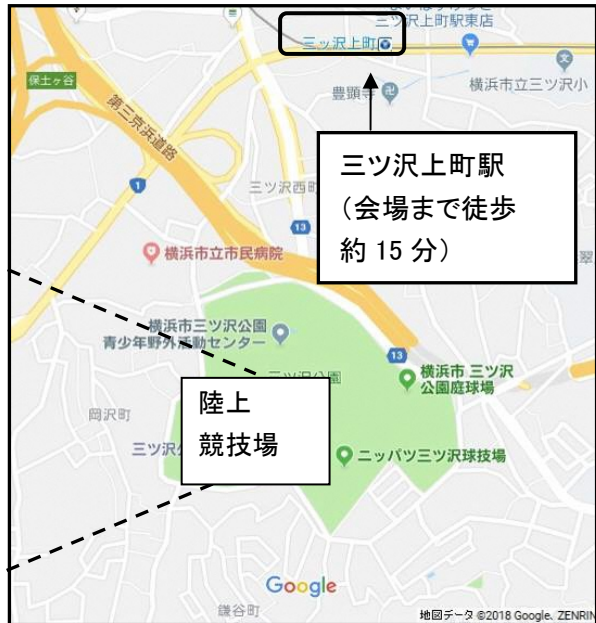 三ツ沢上町駅東店
三ッ沢上町
保土ヶ谷
豊顕寺
横浜市立三ツ沢小
第三京浜道路
三ツ沢上町駅
（会場まで徒歩
約 15 分）
1
三ツ沢西町
13
翠
横浜市立市民病院
横浜市三ツ沢公園
青少年野外活動センター
三ツ沢公園
13
横浜市 三ツ沢
公園庭球場
陸上
競技場
岡沢町
三ツ沢
ニッパツ三ツ沢球技場
Google
鎌谷町
地図データ ©2018 Google, ZENRIN